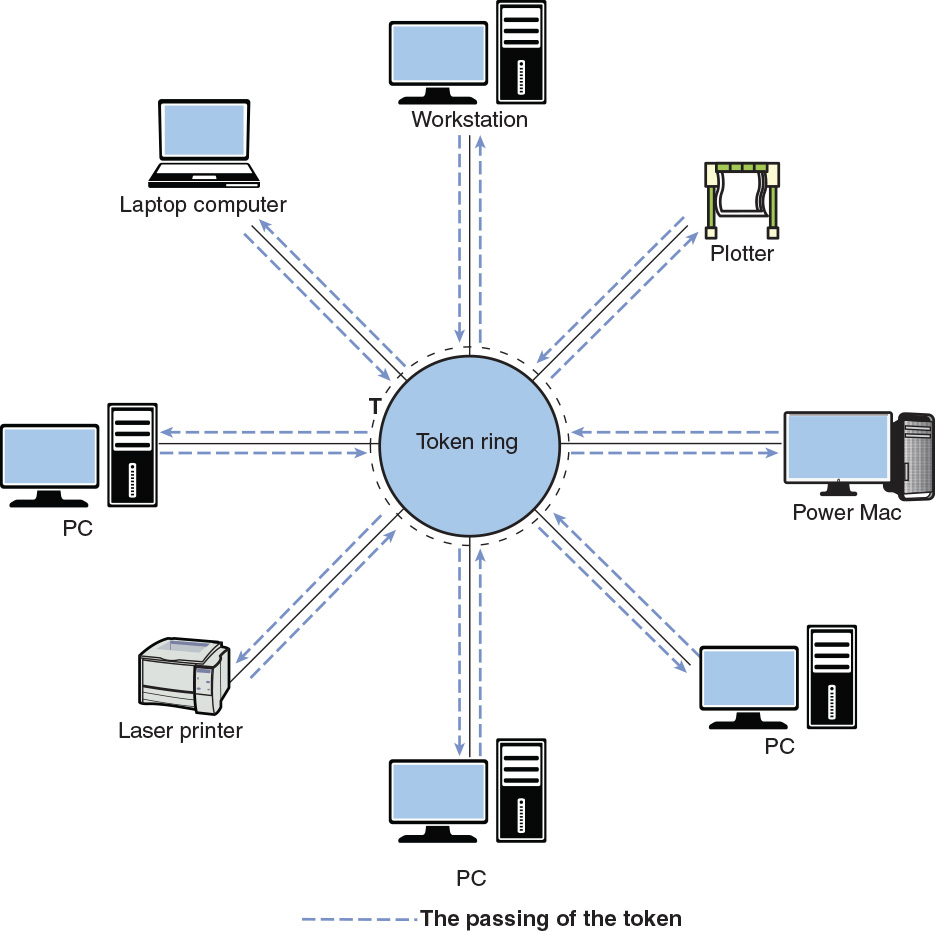 Workstation
Laptop computer
Plotter
T
Token ring
PC
Power Mac
Laser printer
PC
PC
The passing of the token